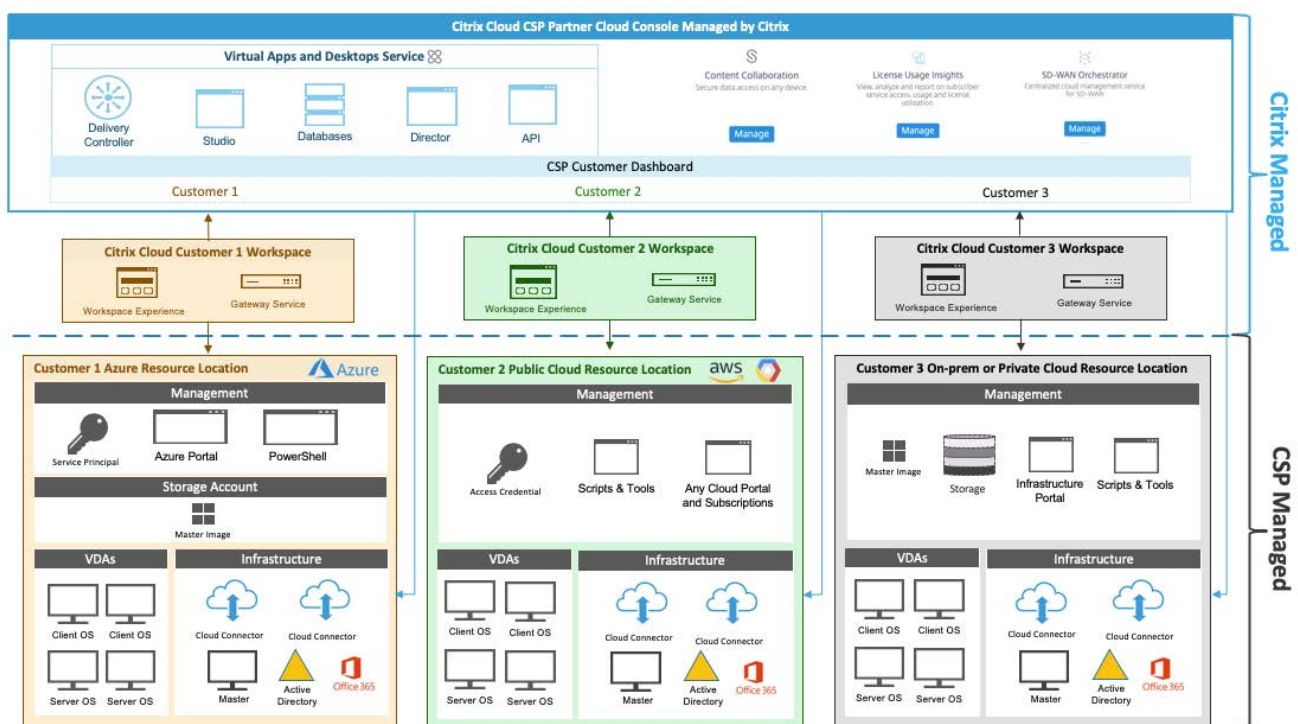 Citrix Cloud CSP Partner Cloud Console Managed by Citrix
Virtual Apps and Desktops Service
Delivery
Controller
Studio
Databases
Director
API
Content Collaboration
Secure data access on any device.
Manage
License Usage Insights
View, analyze and report on subscriber
service access, usage and license
utilization.
Manage
SD-WAN Orchestrator
Centralized cloud management service
for SD-WAN
Manage
CSP Customer Dashboard
Customer 1
Customer 2
Customer 3
Citrix Managed
Citrix Cloud Customer 1 Workspace
Workspace Experience
Gateway Service
Citrix Cloud Customer 2 Workspace
Workspace Experience
Gateway Service
Citrix Cloud Customer 3 Workspace
Workspace Experience
Gateway Service
Customer 1 Azure Resource Location
Azure
Management
Service Principal
Azure Portal
PowerShell
Storage Account
Master Image
VDAs
Client OS
Client OS
Server OS
Server OS
Infrastructure
Cloud Connector
Cloud Connector
Master
Active
Directory
Office 365
Customer 2 Public Cloud Resource Location
aws
Management
Access Credential
Scripts & Tools
Any Cloud Portal
and Subscriptions
VDAs
Client OS
Client OS
Server OS
Server OS
Infrastructure
Cloud Connector
Cloud Connector
Master
Active
Directory
Office 365
Customer 3 On-prem or Private Cloud Resource Location
Management
Master Image
Storage
Infrastructure
Portal
Scripts & Tools
VDAs
Client OS
Client OS
Server OS
Server OS
Infrastructure
Cloud Connector
Cloud Connector
Master
Active
Directory
Office 365
CSP Managed